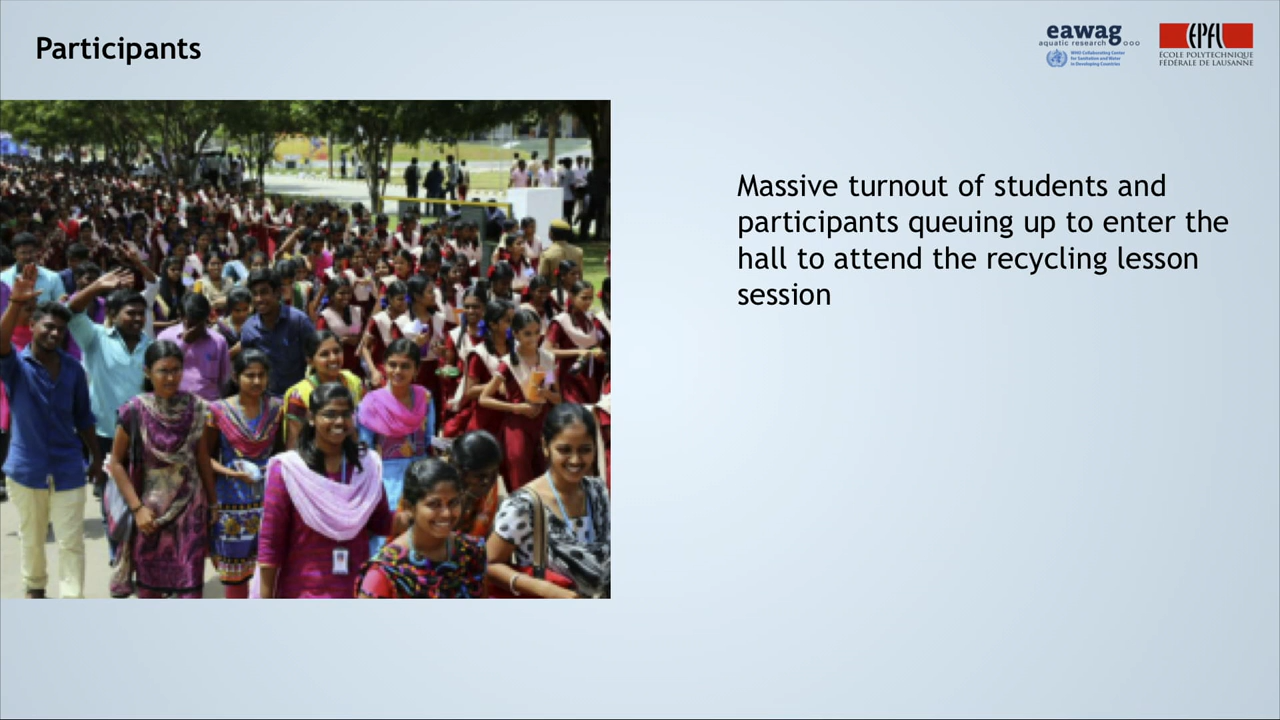 Participants
eawag
aquatic research
WHO Collaborating Centre
for Sanitation and Water
in Developing Countries
EPFL
ÉCOLE POLYTECHNIQUE
FÉDÉRALE DE LAUSANNE
Massive turnout of students and
participants queuing up to enter the
hall to attend the recycling lesson
session